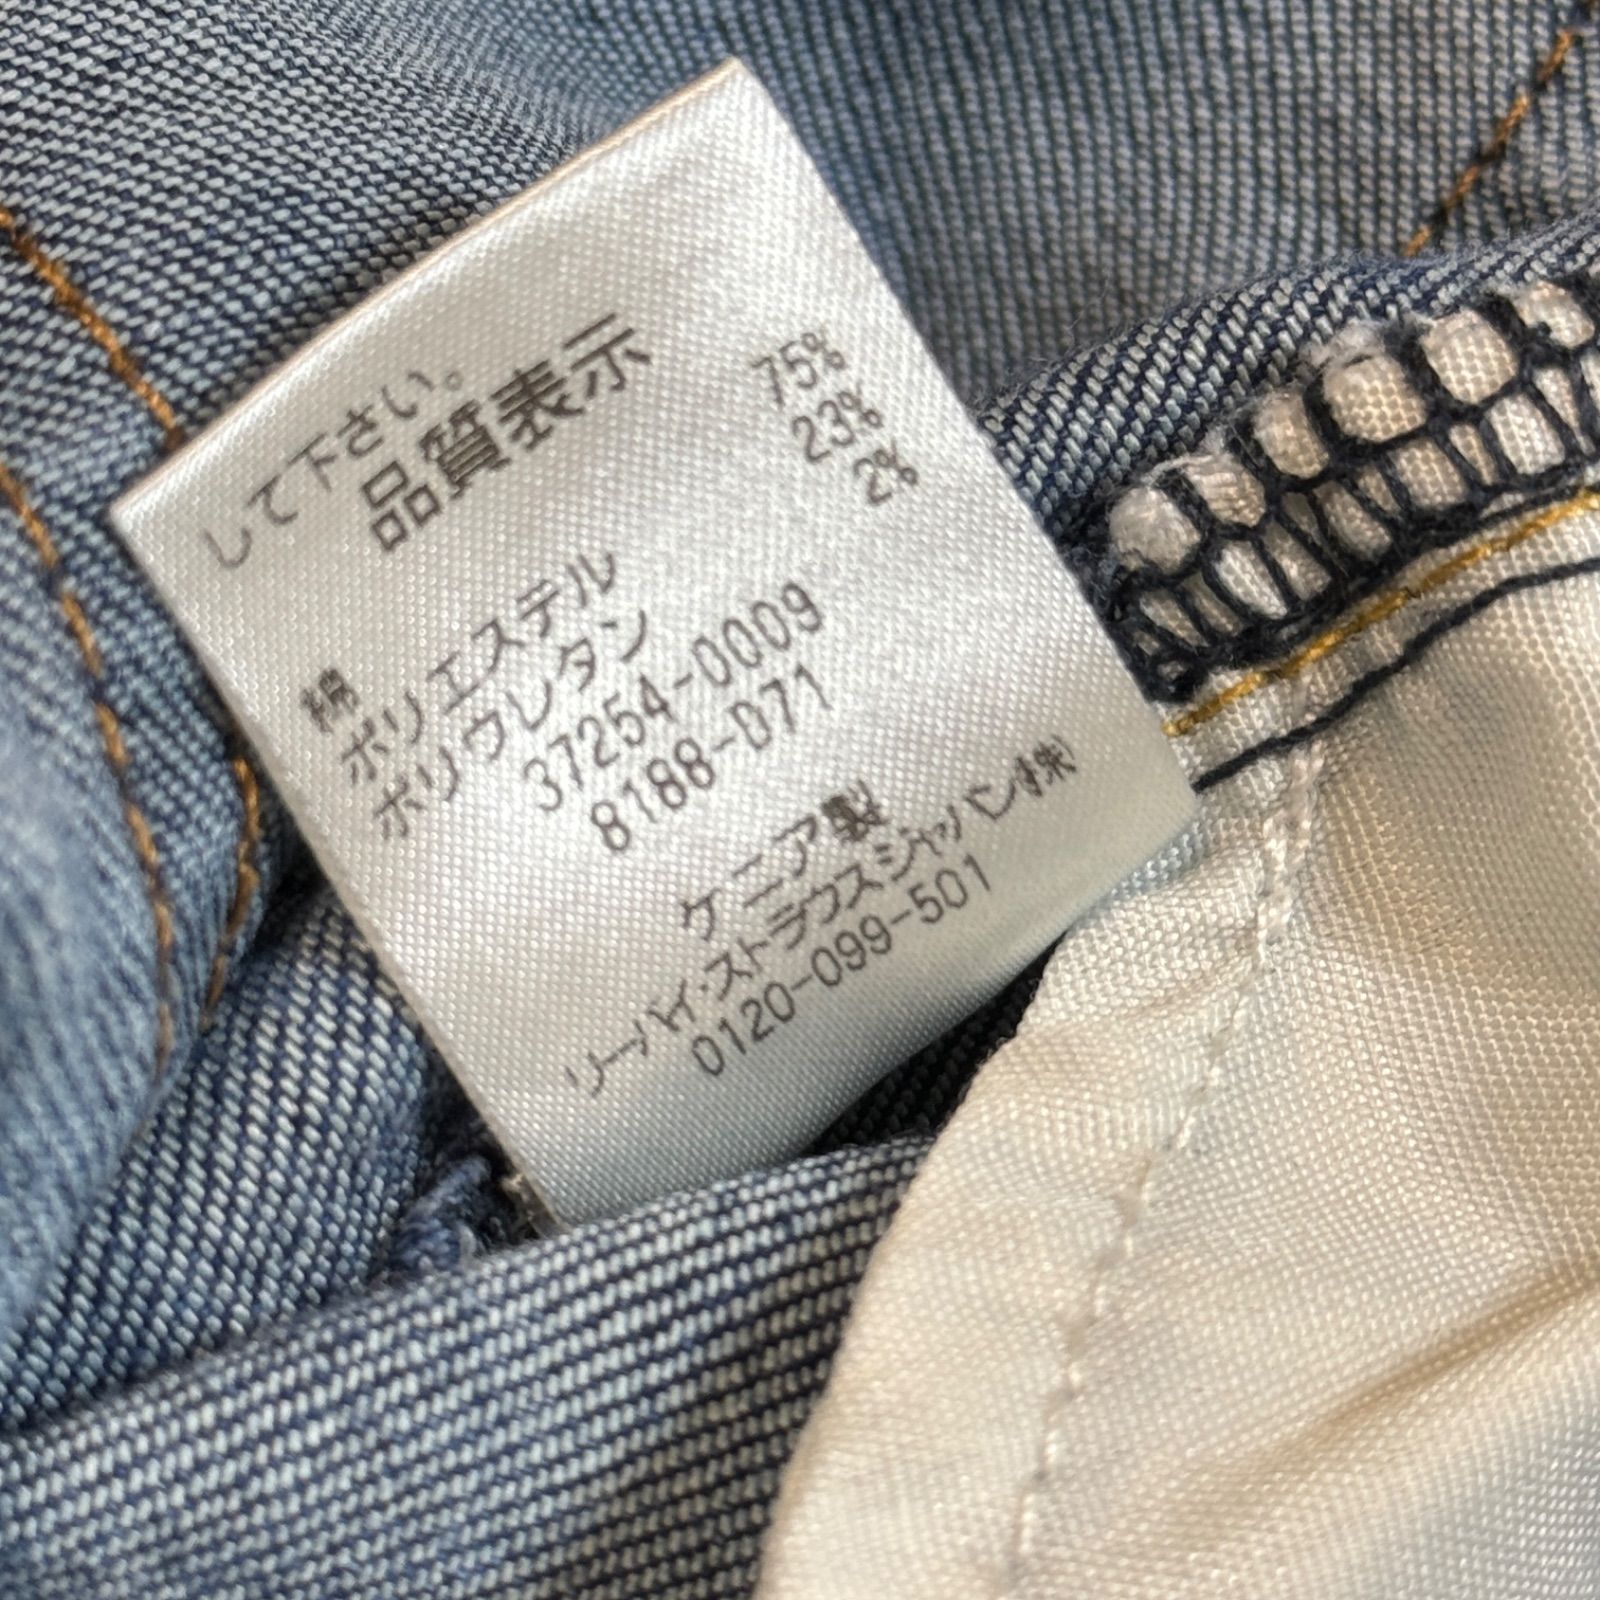 して下さい。
品質表示
綿 75%
ポリエステル 23%
ポリウレタン 2%
37254-0009
8188-D71
ケニア製
リーバイ・ストラウスジャパン(株)
0120-099-501